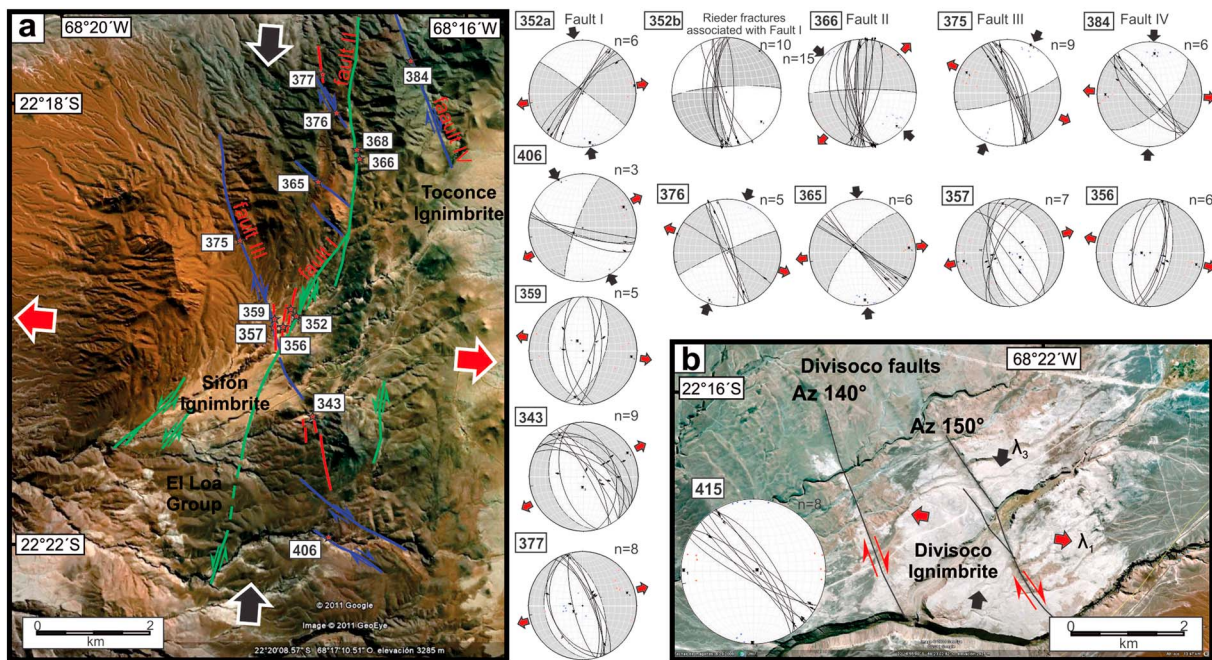 a
68°20´W
68°16´W
22°18´S
377
384
fault II
376
fault IV
368
366
365
Toconce
Ignimbrite
fault III
375
fault I
359
352
357
356
Sifón
Ignimbrite
343
El Loa
Group
22°22´S
406
© 2011 Google
Image © 2011 GeoEye
0 2
km
22°20'08.57" S 68°17'10.51" O. elevación 3285 m
352a Fault I
n=6
352b Rieder fractures
associated with Fault I
n=10
366 Fault II
n=15
375 Fault III
n=9
384 Fault IV
n=6
406
n=3
376
n=5
365
n=6
357
n=7
356
n=6
359
n=5
343
n=9
377
n=8
b
68°22´W
22°16´S
Divisoco faults
Az 140°
Az 150°
λ3
415
n=8
λ1
Divisoco
Ignimbrite
0 2
km